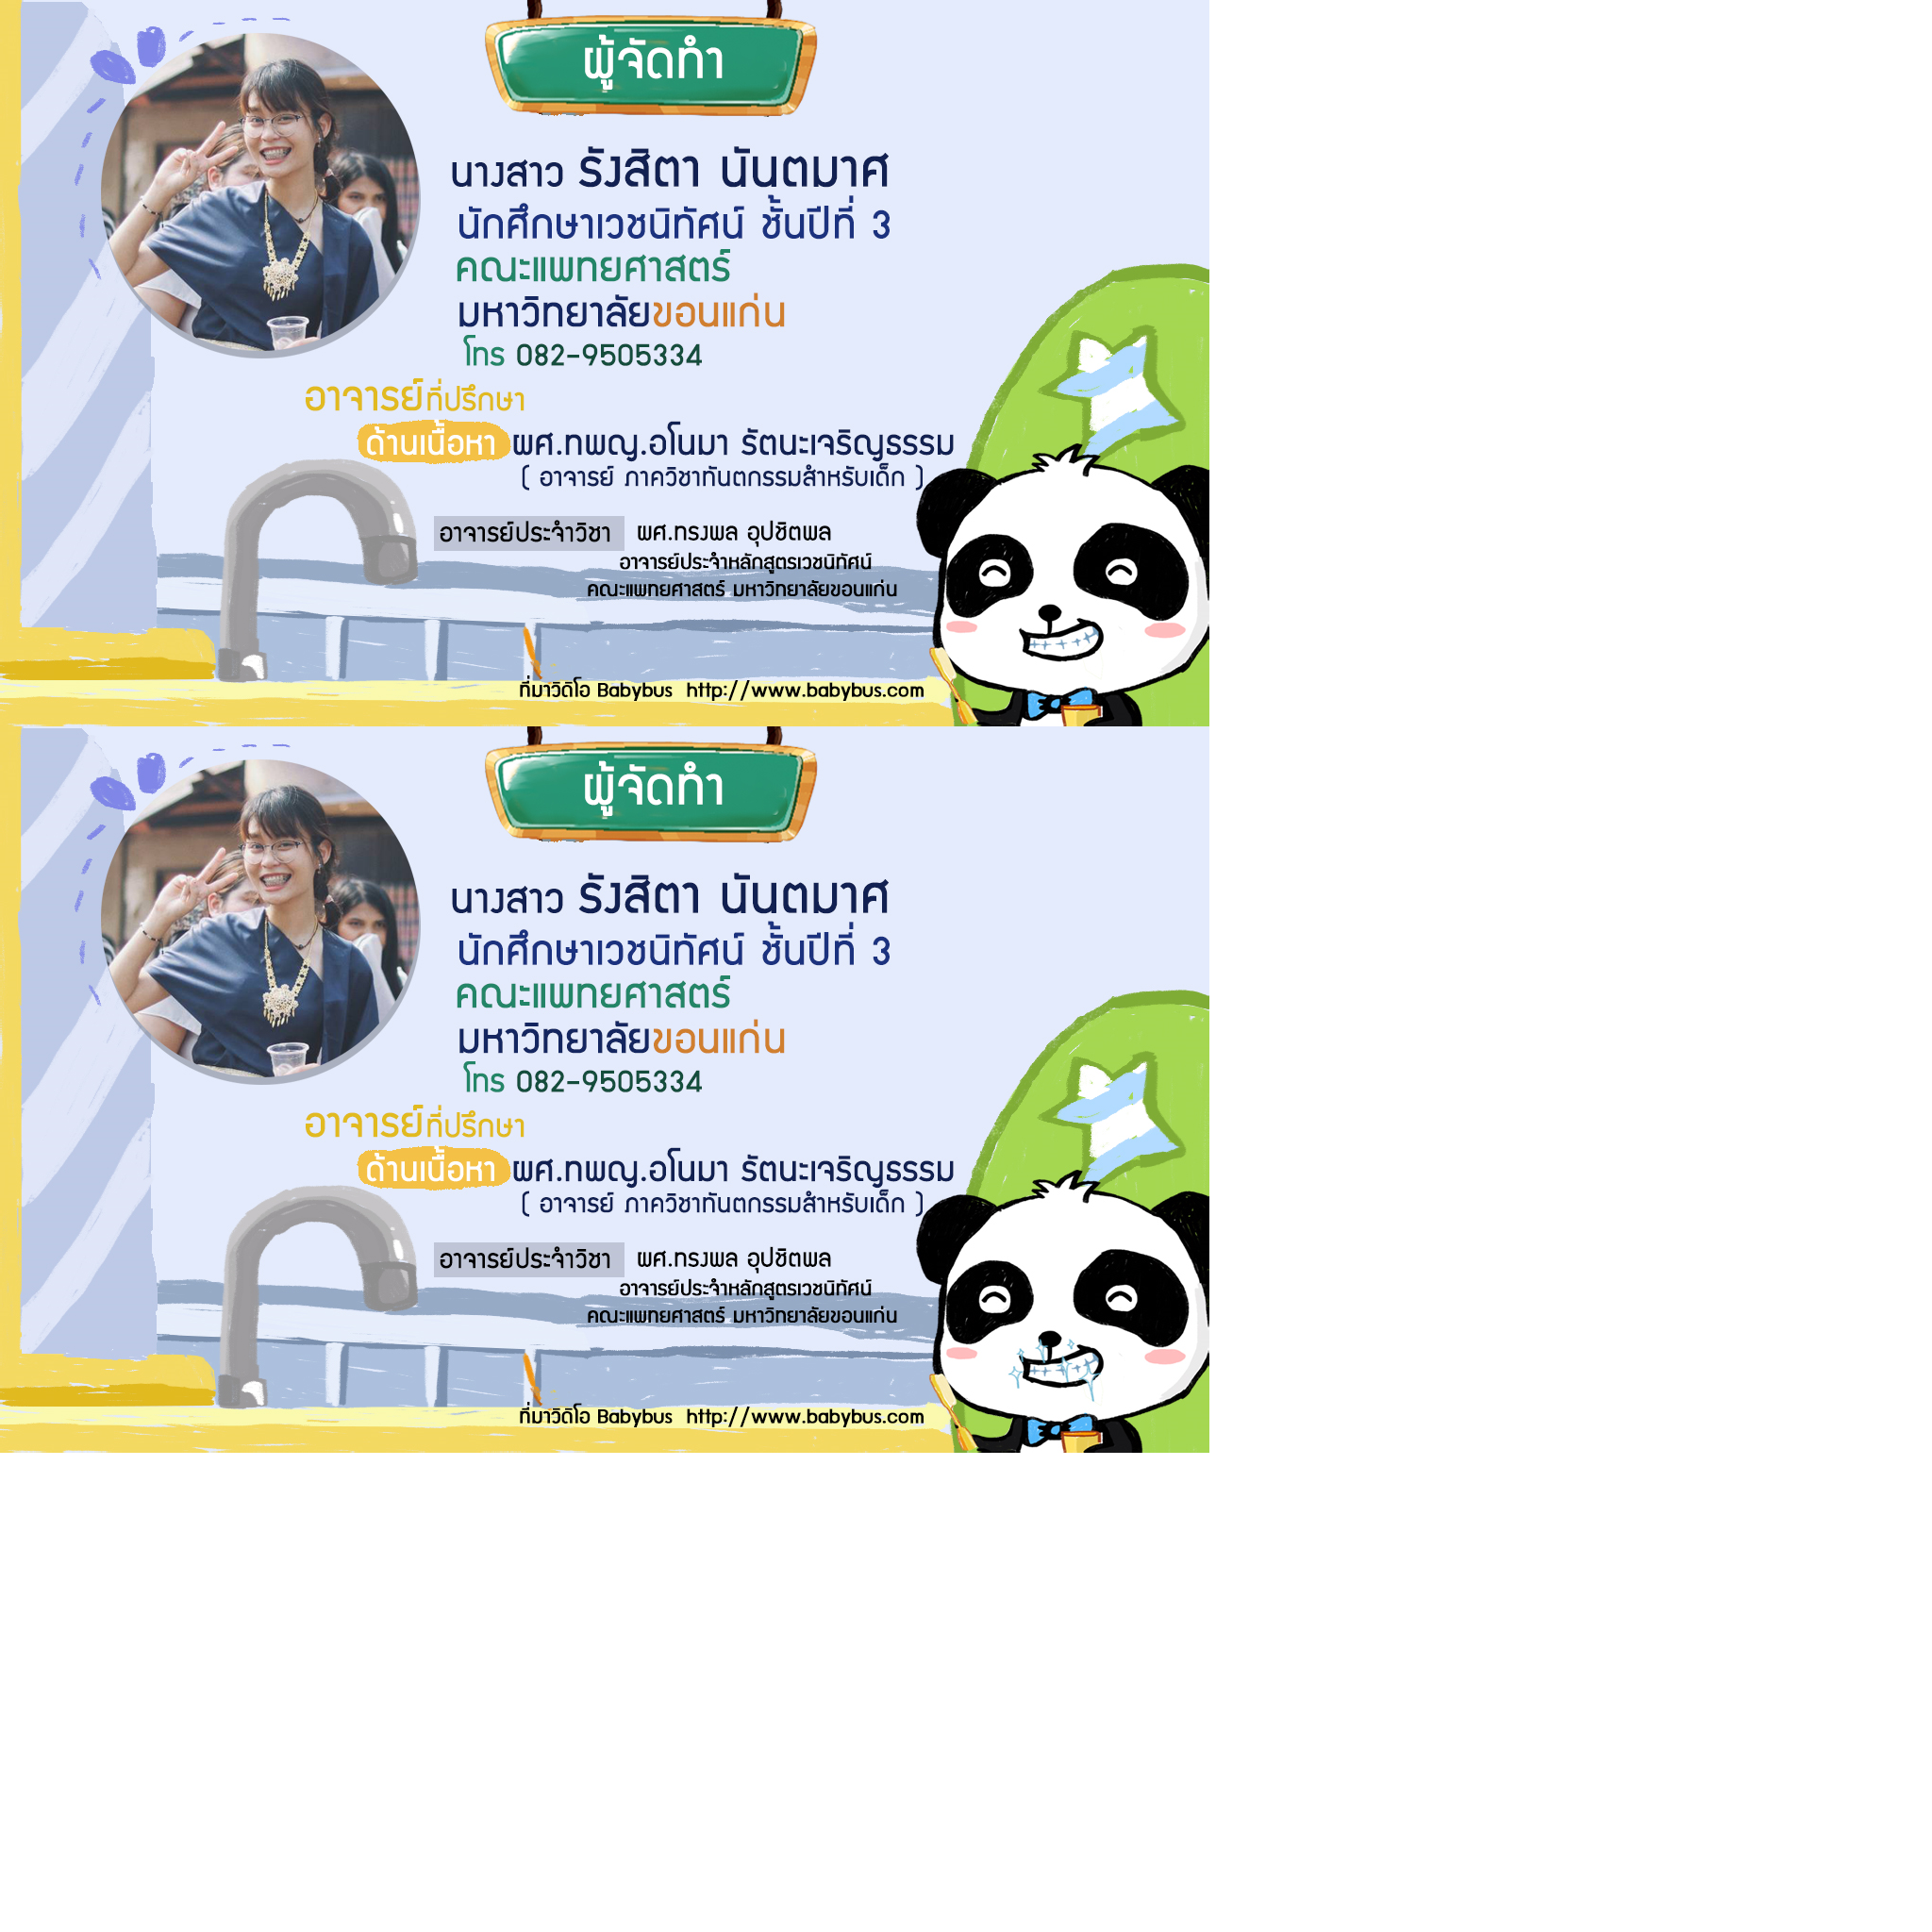 ผู้จัดทำ
นางสาว รังสิตา นันตมาศ
นักศึกษาเวชนิทัศน์ ชั้นปีที่ 3
คณะแพทยศาสตร์
มหาวิทยาลัยขอนแก่น
โทร 082-9505334
อาจารย์ที่ปรึกษา
ด้านเนื้อหา ผศ.ทพญ.อโนมา รัตนะเจริญธรรม
( อาจารย์ ภาควิชาทันตกรรมสำหรับเด็ก )
อาจารย์ประจำวิชา ผศ.ทรงพล อุปชิตพล
อาจารย์ประจำหลักสูตรเวชนิทัศน์
คณะแพทยศาสตร์ มหาวิทยาลัยขอนแก่น
ที่มาวิดิโอ Babybus http://www.babybus.com
ผู้จัดทำ
นางสาว รังสิตา นันตมาศ
นักศึกษาเวชนิทัศน์ ชั้นปีที่ 3
คณะแพทยศาสตร์
มหาวิทยาลัยขอนแก่น
โทร 082-9505334
อาจารย์ที่ปรึกษา
ด้านเนื้อหา ผศ.ทพญ.อโนมา รัตนะเจริญธรรม
( อาจารย์ ภาควิชาทันตกรรมสำหรับเด็ก )
อาจารย์ประจำวิชา ผศ.ทรงพล อุปชิตพล
อาจารย์ประจำหลักสูตรเวชนิทัศน์
คณะแพทยศาสตร์ มหาวิทยาลัยขอนแก่น
ที่มาวิดิโอ Babybus http://www.babybus.com